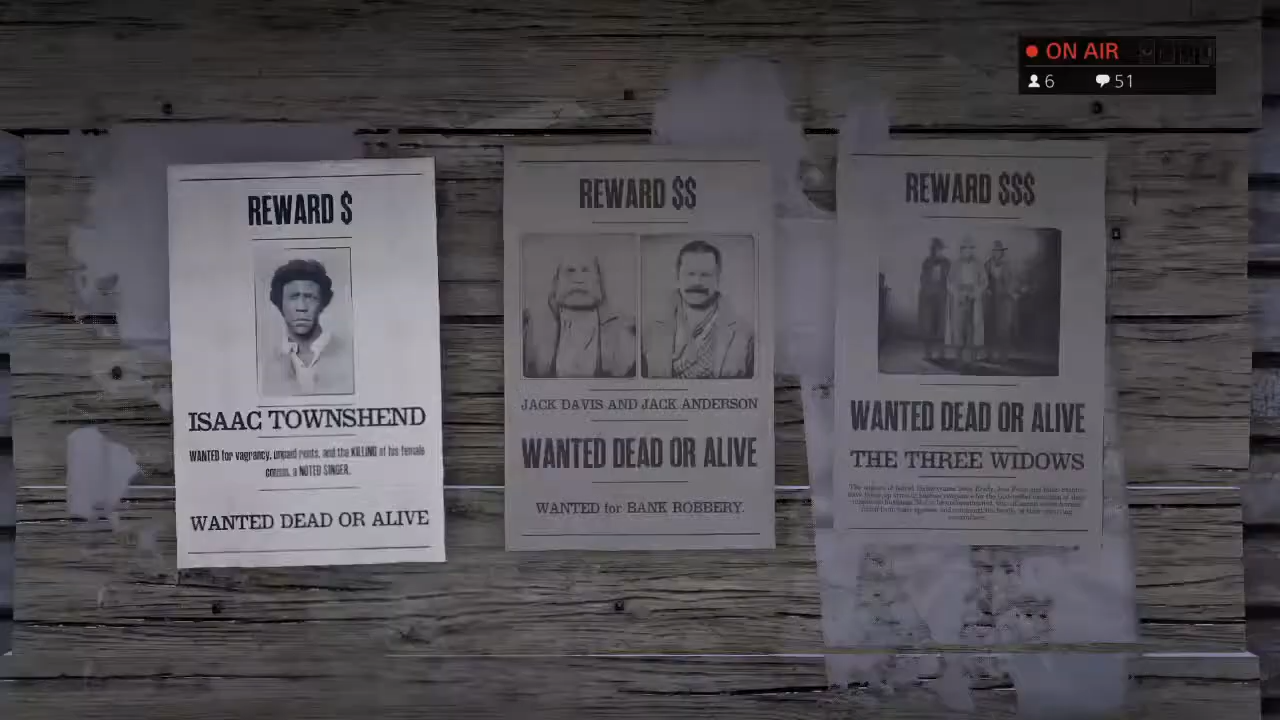 ON AIR
6 51
REWARD $
ISAAC TOWNSHEND
WANTED for vagrancy, unpaid rents, and the KILLING of his female
cousin, a NOTED SINGER.
WANTED DEAD OR ALIVE
REWARD $$
JACK DAVIS AND JACK ANDERSON
WANTED DEAD OR ALIVE
WANTED for BANK ROBBERY.
REWARD $$$
WANTED DEAD OR ALIVE
THE THREE WIDOWS